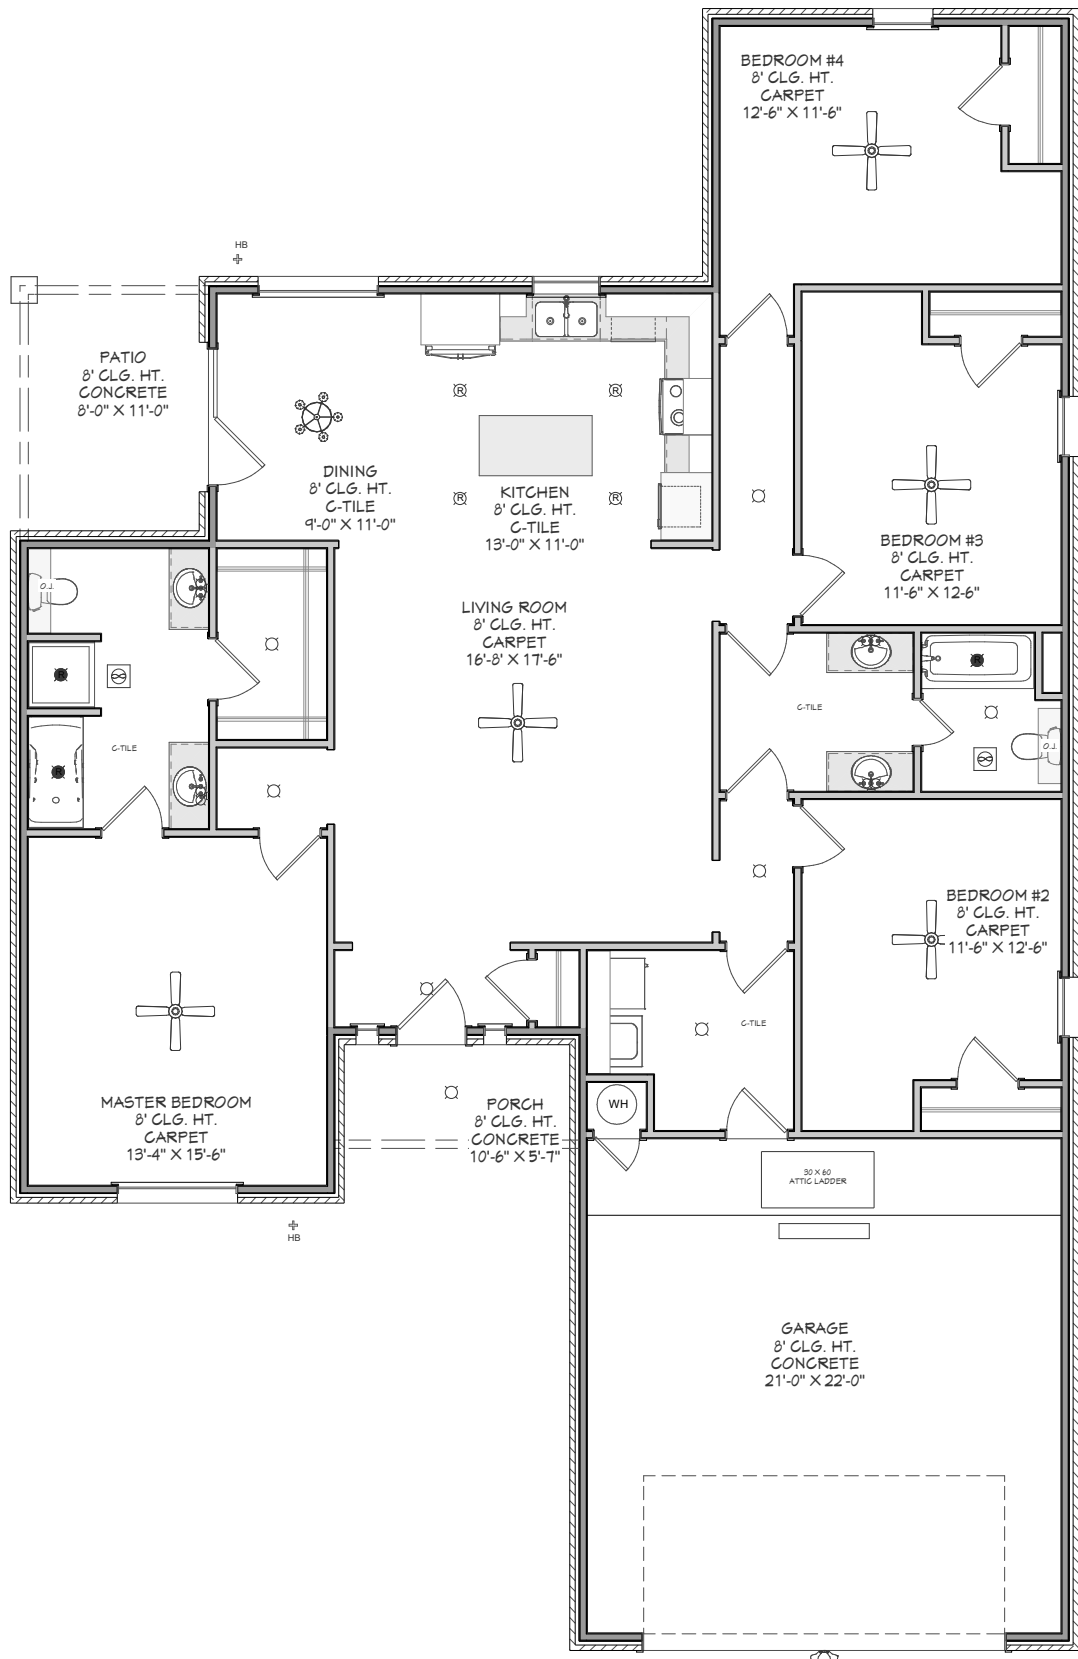 BEDROOM #4
8' CLG. HT.
CARPET
12'-6" X 11'-6"
HB
PATIO
8' CLG. HT.
CONCRETE
8'-0" X 11'-0"
R
R
DINING
8' CLG. HT.
C-TILE
9'-0" X 11'-0"
R
R
KITCHEN
8' CLG. HT.
C-TILE
13'-0" X 11'-0"
BEDROOM #3
8' CLG. HT.
CARPET
11'-6" X 12-6"
LIVING ROOM
8' CLG. HT.
CARPET
16'-8' X 17'-6"
O.J.
R
R
C-TILE
C-TILE
R
O.J.
BEDROOM #2
8' CLG. HT.
CARPET
11'-6" X 12'-6"
C-TILE
MASTER BEDROOM
8' CLG. HT.
CARPET
13'-4" X 15'-6"
PORCH
8' CLG. HT.
CONCRETE
10'-6" X 5'-7"
WH
30 X 60
ATTIC LADDER
HB
GARAGE
8' CLG. HT.
CONCRETE
21'-0" X 22'-0"